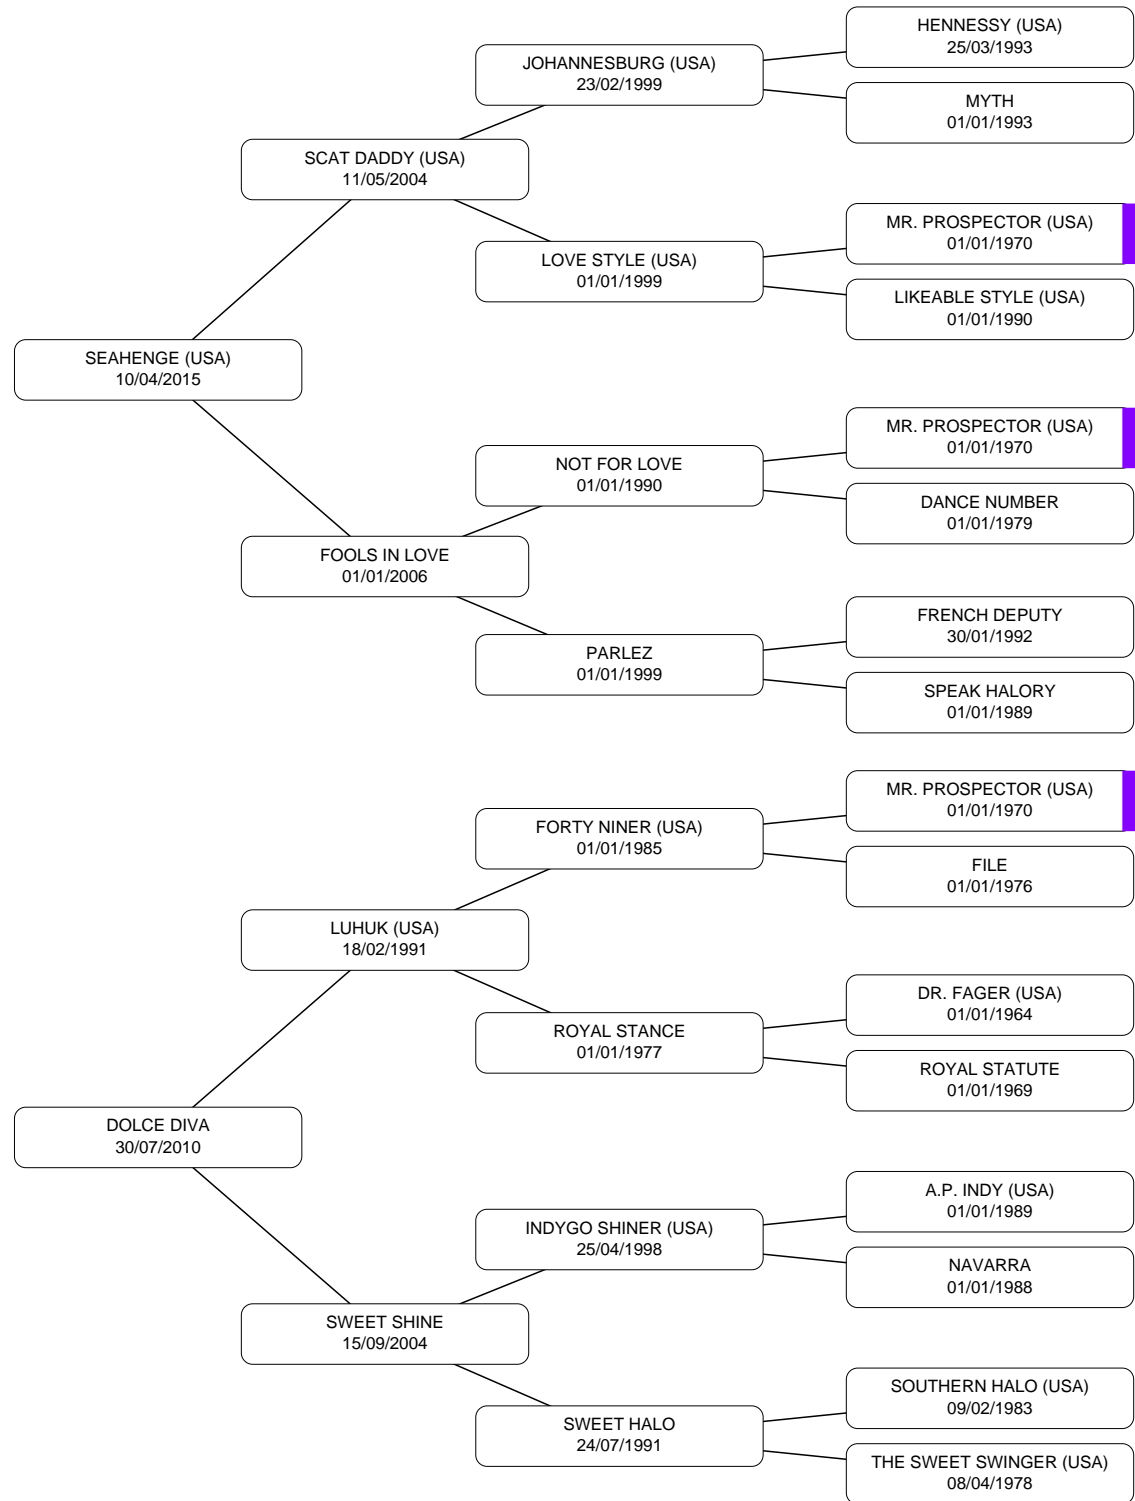 HENNESSY (USA)
25/03/1993
JOHANNESBURG (USA)
23/02/1999
MYTH
01/01/1993
SCAT DADDY (USA)
11/05/2004
MR. PROSPECTOR (USA)
01/01/1970
LOVE STYLE (USA)
01/01/1999
LIKEABLE STYLE (USA)
01/01/1990
SEAHENGE (USA)
10/04/2015
MR. PROSPECTOR (USA)
01/01/1970
NOT FOR LOVE
01/01/1990
DANCE NUMBER
01/01/1979
FOOLS IN LOVE
01/01/2006
FRENCH DEPUTY
30/01/1992
PARLEZ
01/01/1999
SPEAK HALORY
01/01/1989
MR. PROSPECTOR (USA)
01/01/1970
FORTY NINER (USA)
01/01/1985
FILE
01/01/1976
LUHUK (USA)
18/02/1991
DR. FAGER (USA)
01/01/1964
ROYAL STANCE
01/01/1977
ROYAL STATUTE
01/01/1969
DOLCE DIVA
30/07/2010
A.P. INDY (USA)
01/01/1989
INDYGO SHINER (USA)
25/04/1998
NAVARRA
01/01/1988
SWEET SHINE
15/09/2004
SOUTHERN HALO (USA)
09/02/1983
SWEET HALO
24/07/1991
THE SWEET SWINGER (USA)
08/04/1978